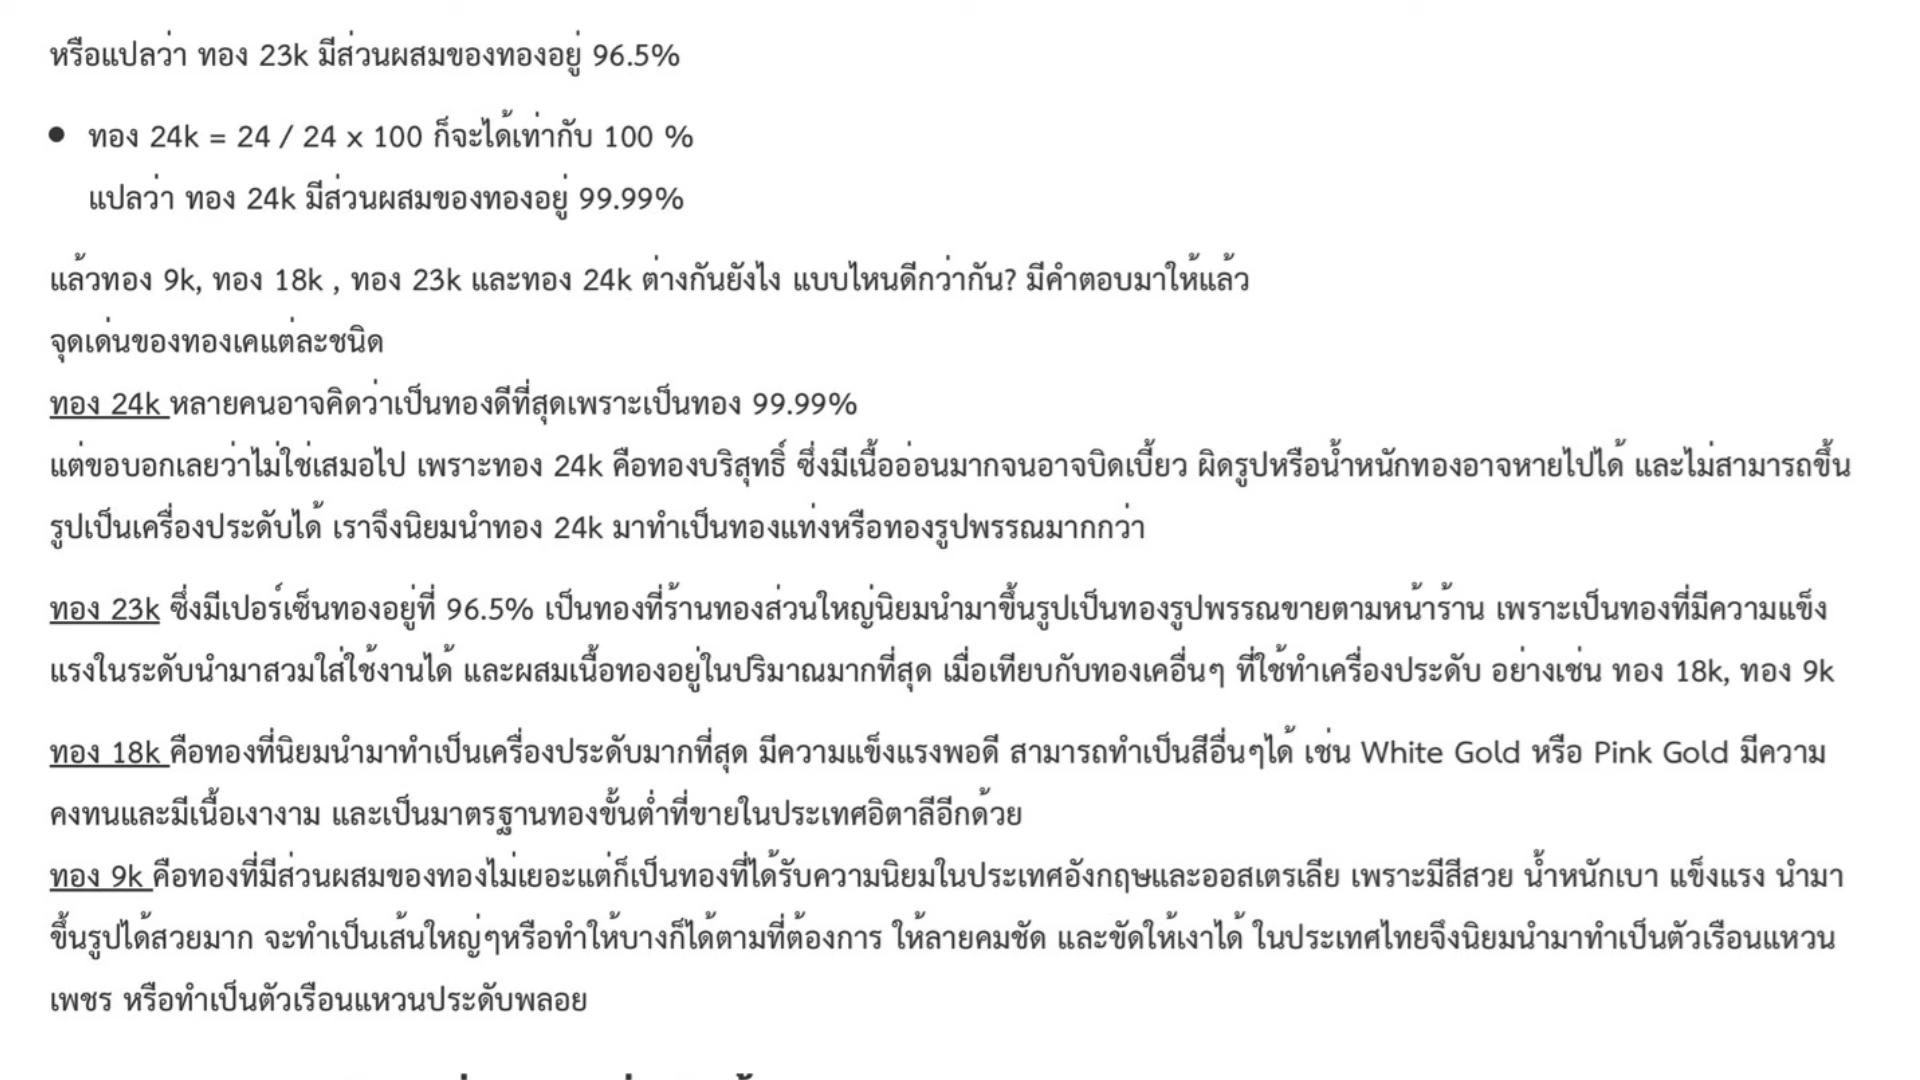 หรือแปลว่า ทอง 23k มีส่วนผสมของทองอยู่ 96.5%
● ทอง 24k = 24 / 24 x 100 ก็จะได้เท่ากับ 100 %
แปลว่า ทอง 24k มีส่วนผสมของทองอยู่ 99.99%
แล้วทอง 9k, ทอง 18k , ทอง 23k และทอง 24k ต่างกันยังไง แบบไหนดีกว่ากัน? มีคำตอบมาให้แล้ว
จุดเด่นของทองเคแต่ละชนิด
ทอง 24k หลายคนอาจคิดว่าเป็นทองดีที่สุดเพราะเป็นทอง 99.99%
แต่ขอบอกเลยว่าไม่ใช่เสมอไป เพราะทอง 24k คือทองบริสุทธิ์ ซึ่งมีเนื้ออ่อนมากจนอาจบิดเบี้ยว ผิดรูปหรือน้ำหนักทองอาจหายไปได้ และไม่สามารถขึ้น
รูปเป็นเครื่องประดับได้ เราจึงนิยมนำทอง 24k มาทำเป็นทองแท่งหรือทองรูปพรรณมากกว่า
ทอง 23k ซึ่งมีเปอร์เซ็นทองอยู่ที่ 96.5% เป็นทองที่ร้านทองส่วนใหญ่นิยมนำมาขึ้นรูปเป็นทองรูปพรรณขายตามหน้าร้าน เพราะเป็นทองที่มีความแข็ง
แรงในระดับนำมาสวมใส่ใช้งานได้ และผสมเนื้อทองอยู่ในปริมาณมากที่สุด เมื่อเทียบกับทองเคอื่นๆ ที่ใช้ทำเครื่องประดับ อย่างเช่น ทอง 18k, ทอง 9k
ทอง 18k คือทองที่นิยมนำมาทำเป็นเครื่องประดับมากที่สุด มีความแข็งแรงพอดี สามารถทำเป็นสีอื่นๆได้ เช่น White Gold หรือ Pink Gold มีความ
คงทนและมีเนื้อเงางาม และเป็นมาตรฐานทองขั้นต่ำที่ขายในประเทศอิตาลีอีกด้วย
ทอง 9k คือทองที่มีส่วนผสมของทองไม่เยอะแต่ก็เป็นทองที่ได้รับความนิยมในประเทศอังกฤษและออสเตรเลีย เพราะมีสีสวย น้ำหนักเบา แข็งแรง นำมา
ขึ้นรูปได้สวยมาก จะทำเป็นเส้นใหญ่ๆหรือทำให้บางก็ได้ตามที่ต้องการ ให้ลายคมชัด และขัดให้เงาได้ ในประเทศไทยจึงนิยมนำมาทำเป็นตัวเรือนแหวน
เพชร หรือทำเป็นตัวเรือนแหวนประดับพลอย